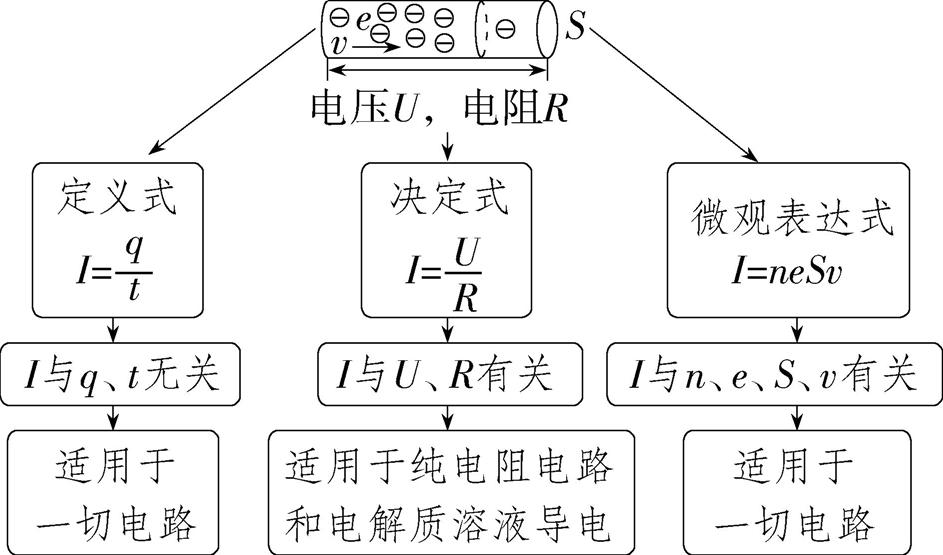 ⊖ e ⊖ ⊖ ⊖ ⊖ ⊖ ⊖ ⊖ S
v
电压U，电阻R
定义式
I=q/t
决定式
I=U/R
微观表达式
I=neSv
I与q、t无关
I与U、R有关
I与n、e、S、v有关
适用于
一切电路
适用于纯电阻电路
和电解质溶液导电
适用于
一切电路